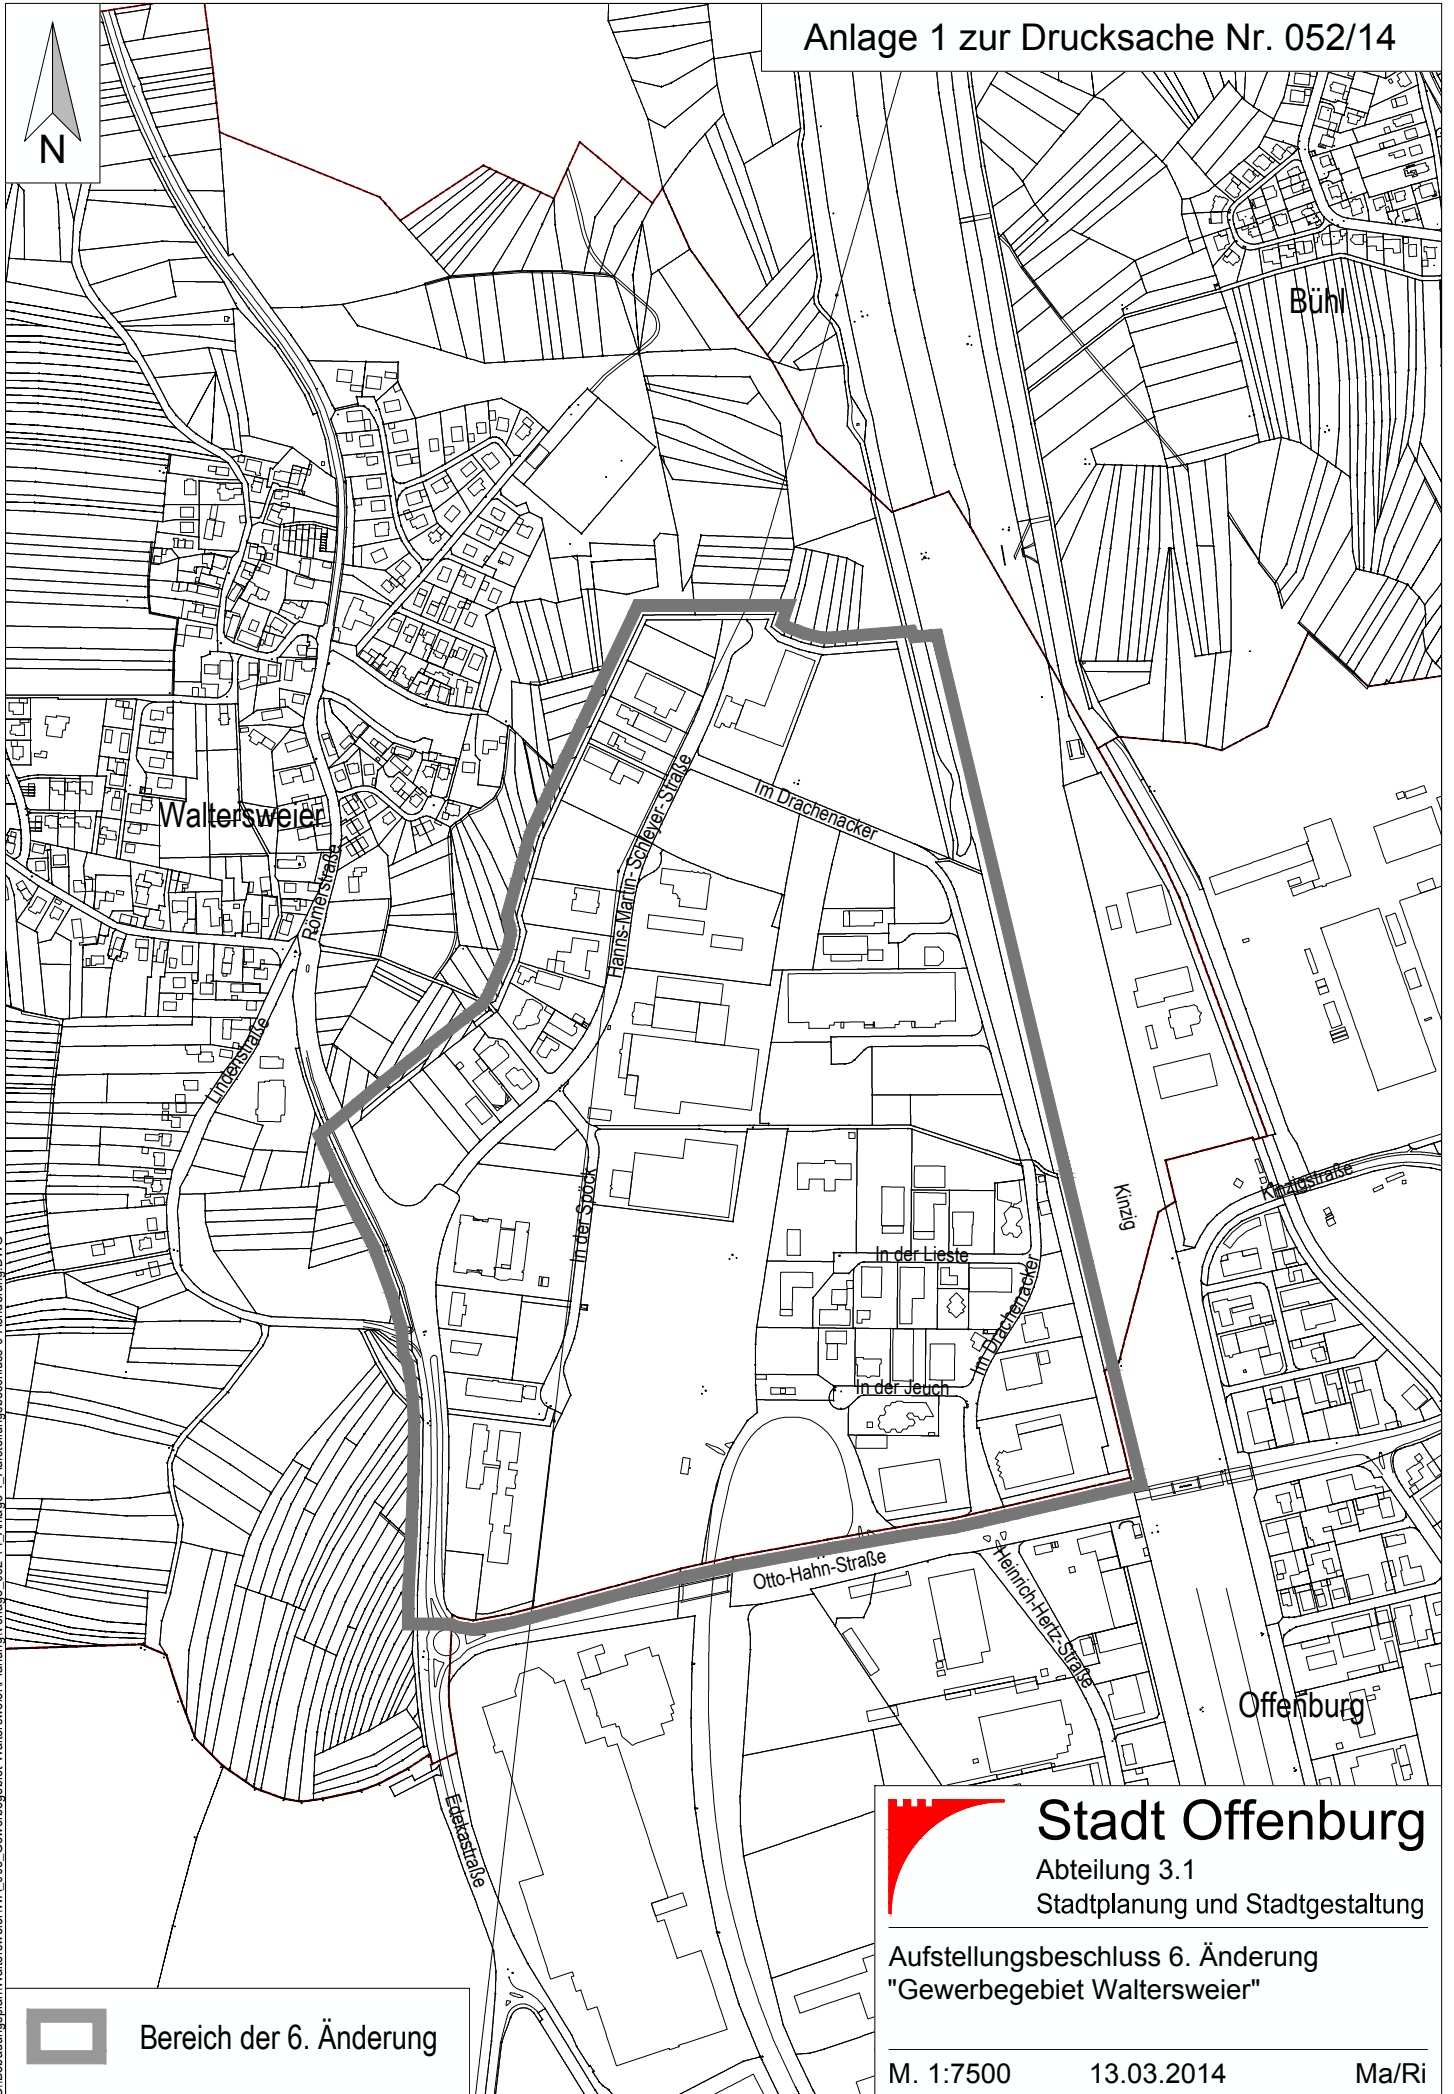 Anlage 1 zur Drucksache Nr. 052/14
N
Bühl
Waltersweier
Römerstraße
Lindenstraße
Hanns-Martin-Schleyer-Straße
Im Drachenacker
In der Spöck
Kinzig
Kinzigstraße
In der Lieste
Im Drachenacker
In der Jeuch
Otto-Hahn-Straße
Heinrich-Hertz-Straße
Offenburg
Edekastraße
Stadt Offenburg
Abteilung 3.1
Stadtplanung und Stadtgestaltung
Aufstellungsbeschluss 6. Änderung
"Gewerbegebiet Waltersweier"
M. 1:7500 13.03.2014 Ma/Ri
Bereich der 6. Änderung